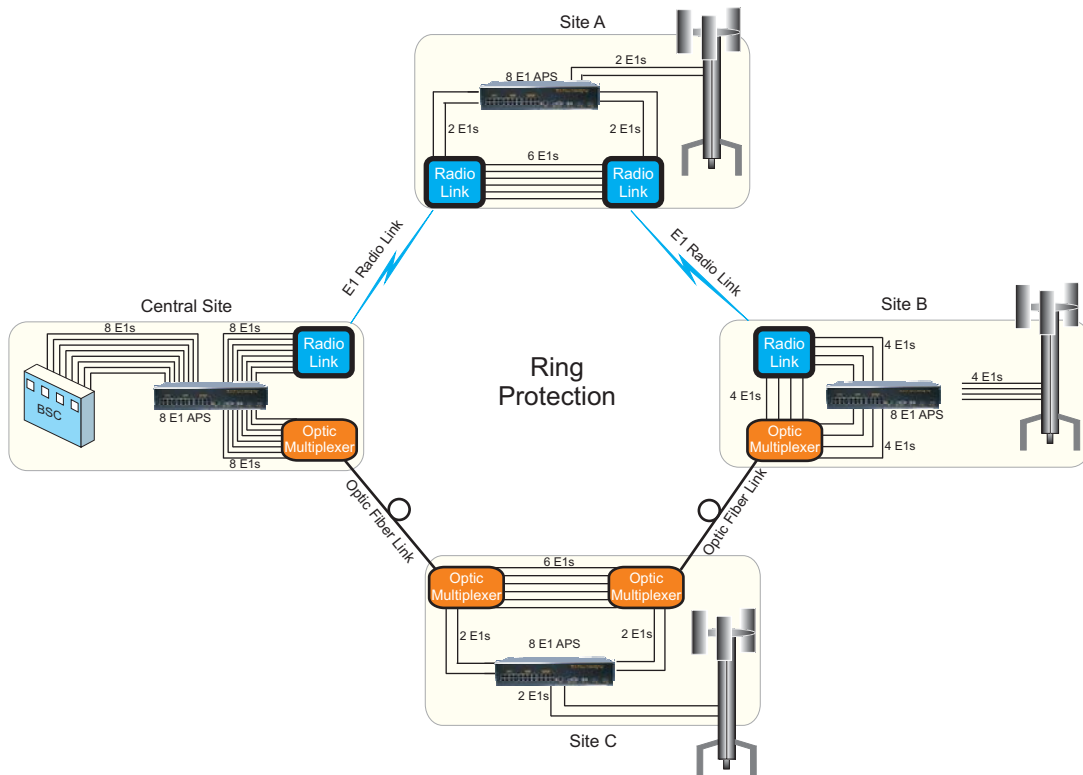 Site A
2 E1s
8 E1 APS
2 E1s
2 E1s
6 E1s
Radio
Link
Radio
Link
E1 Radio Link
E1 Radio Link
Central Site
8 E1s
8 E1s
Radio
Link
BSC
8 E1 APS
Optic
Multiplexer
8 E1s
Ring
Protection
Site B
Radio
Link
4 E1s
4 E1s
4 E1s
8 E1 APS
Optic
Multiplexer
4 E1s
Optic Fiber Link
Optic Fiber Link
6 E1s
Optic
Multiplexer
Optic
Multiplexer
2 E1s
2 E1s
8 E1 APS
2 E1s
Site C